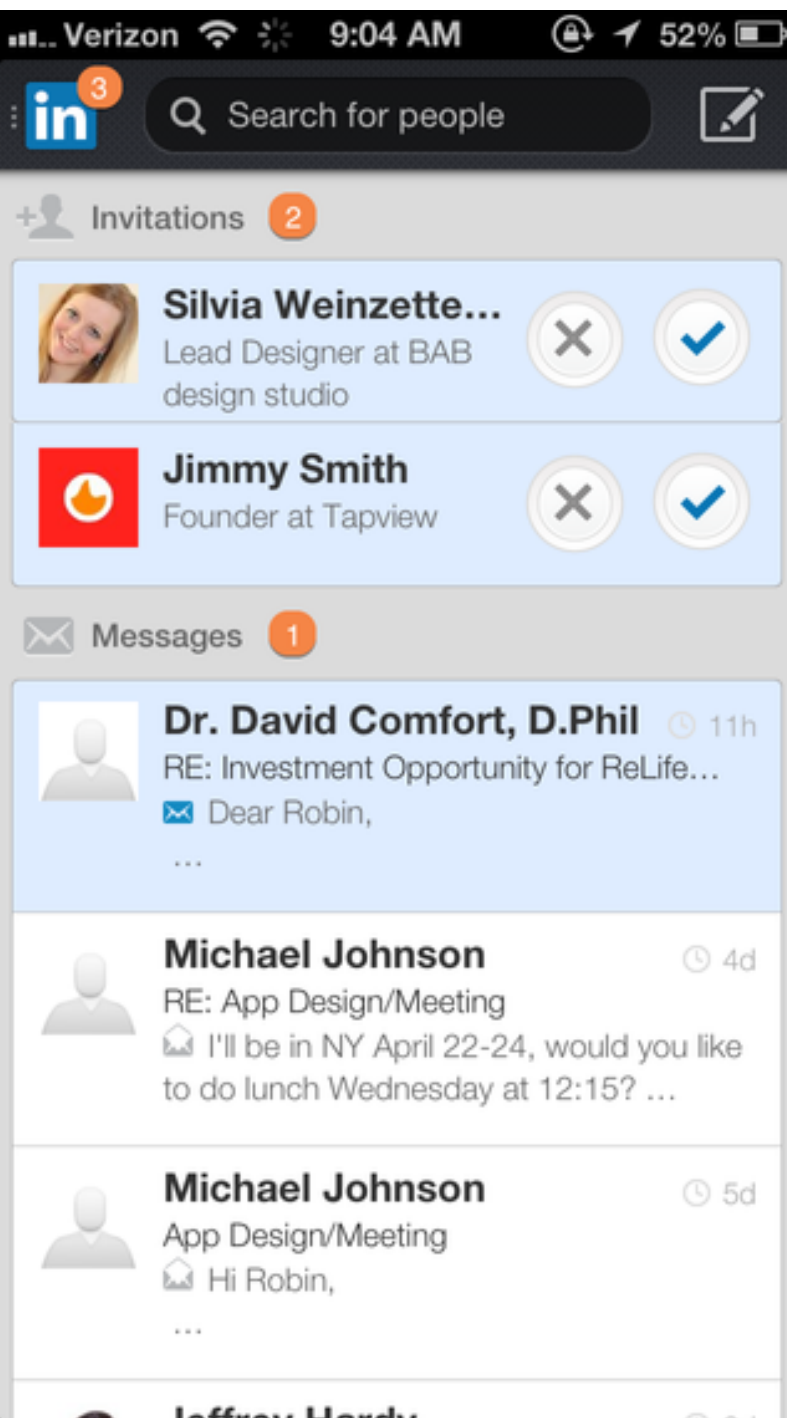 Verizon 9:04 AM 52%
in 3 Search for people
Invitations 2
Silvia Weinzette...
Lead Designer at BAB
design studio
Jimmy Smith
Founder at Tapview
Messages 1
Dr. David Comfort, D.Phil 11h
RE: Investment Opportunity for ReLife...
Dear Robin,
...
Michael Johnson 4d
RE: App Design/Meeting
I'll be in NY April 22-24, would you like
to do lunch Wednesday at 12:15? ...
Michael Johnson 5d
App Design/Meeting
Hi Robin,
...
Jeffrey Hardy